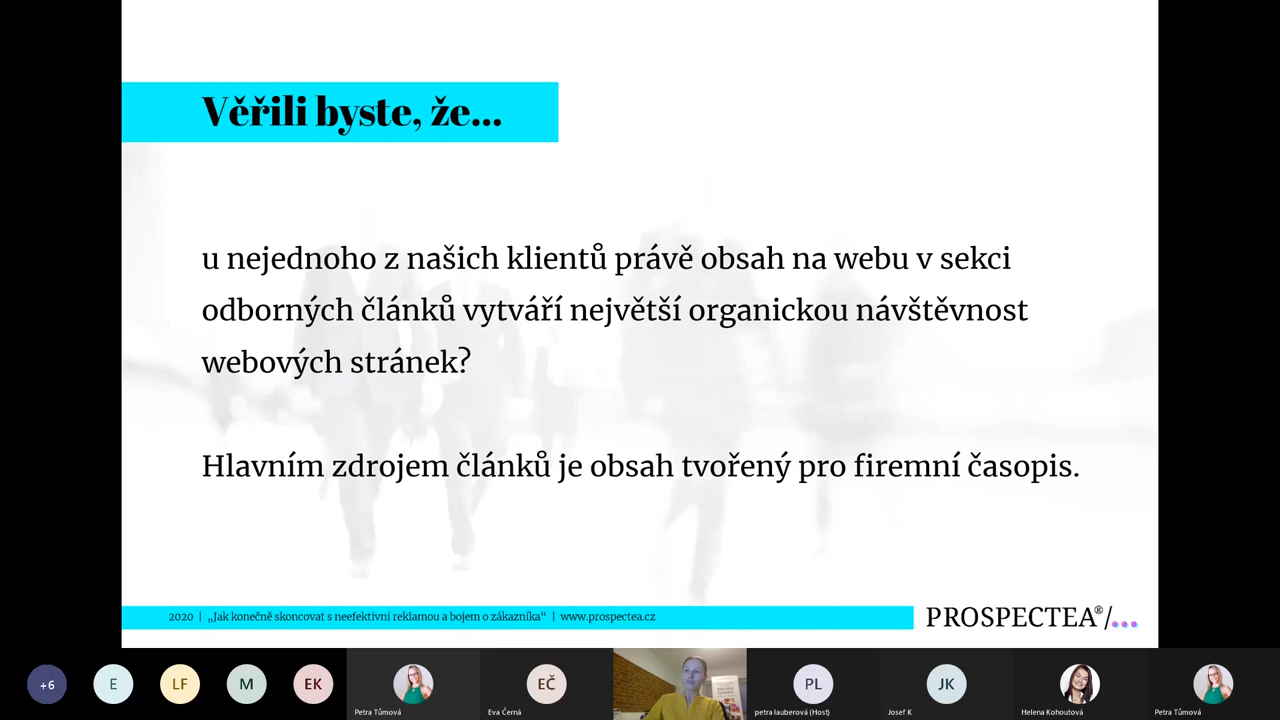 Věřili byste, že...
u nejednoho z našich klientů právě obsah na webu v sekci
odborných článků vytváří největší organickou návštěvnost
webových stránek?
Hlavním zdrojem článků je obsah tvořený pro firemní časopis.
2020 | „Jak konečně skoncovat s neefektivní reklamou a bojem o zákazníka“ | www.prospectea.cz
PROSPECTEA®/...
+6
E
LF
M
EK
Petra Tůmová
EČ
Eva Černá
PL
petra lauberová (Host)
JK
Josef K
Helena Kohoutová
Petra Tůmová